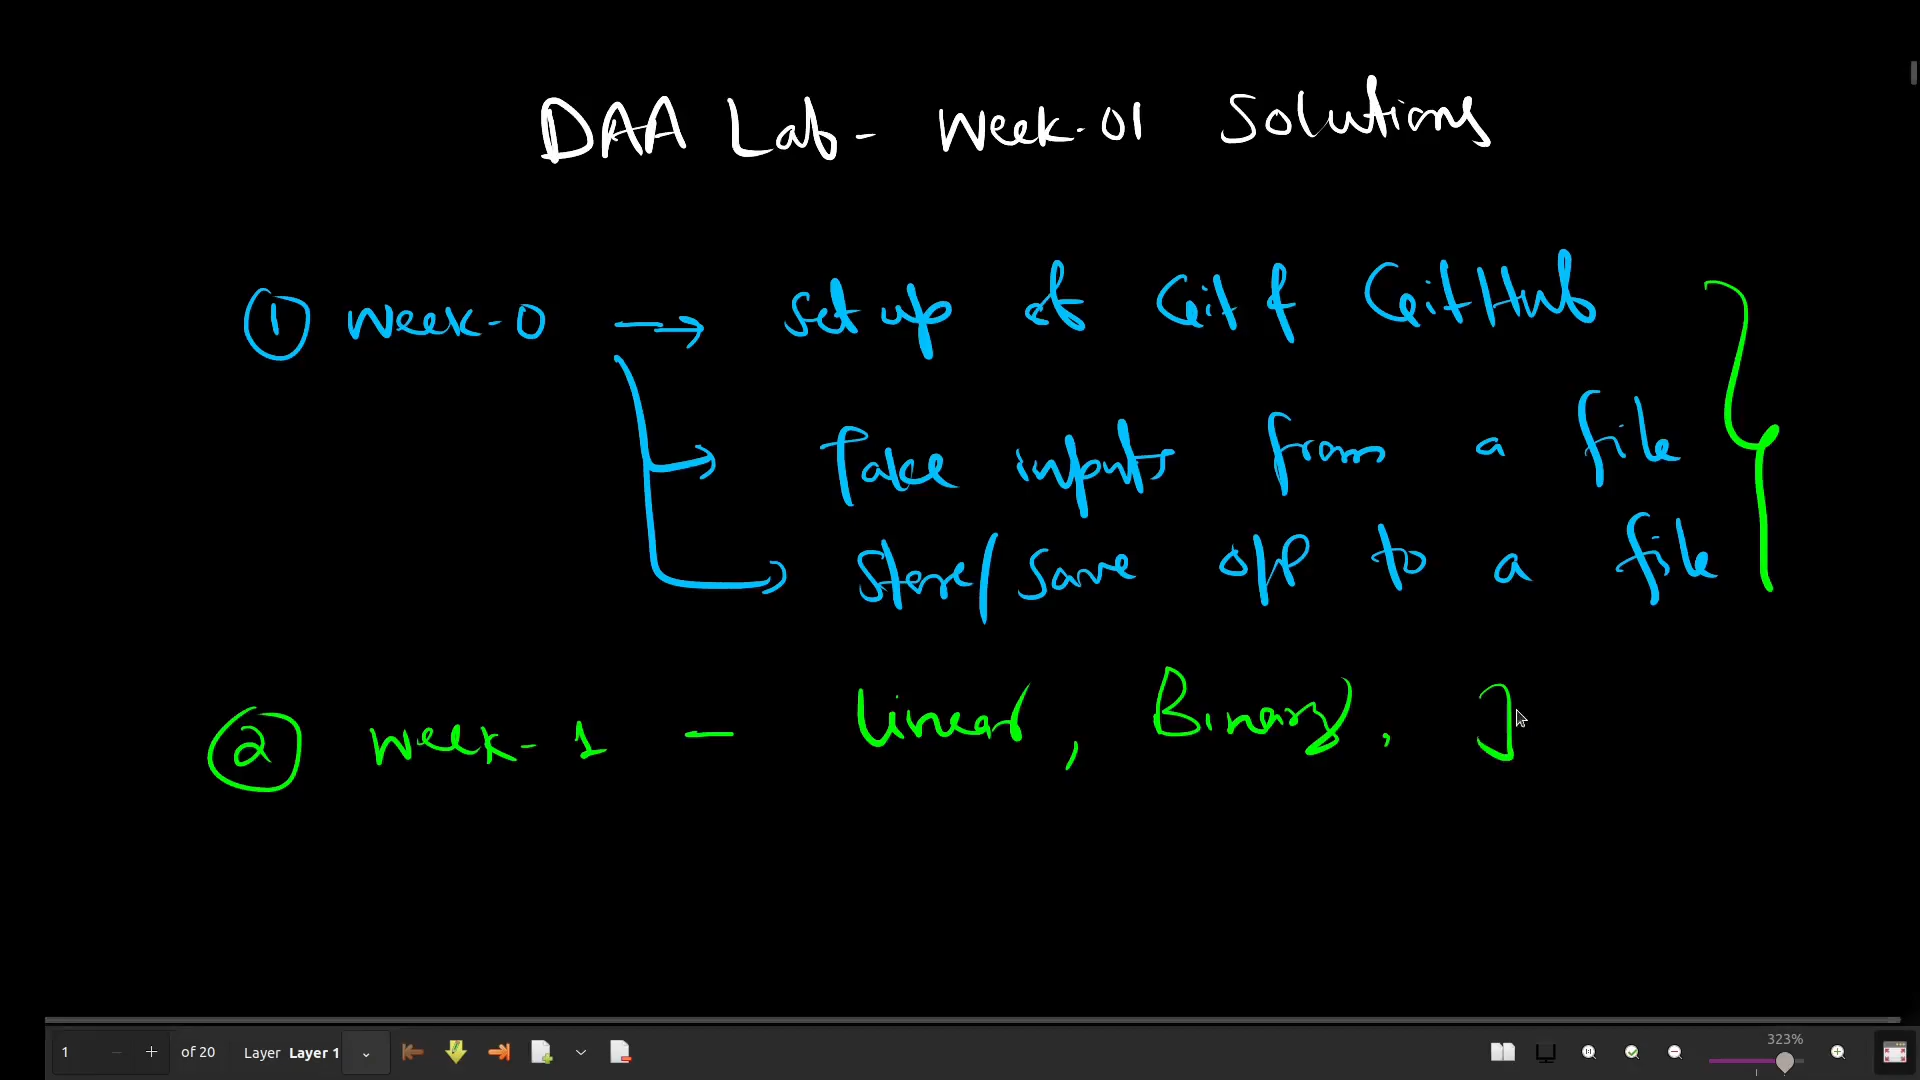 DAA Lab - Week-01 Solutions
① Week-0 → Set up of Git & GitHub
→ Take inputs from a file
→ Store/Save O/P to a file
② Week-1 - Linear, Binary, J
1 − + of 20 Layer Layer 1 323%